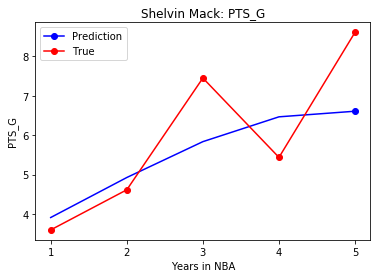 Shelvin Mack: PTS_G
Prediction
True
8
7
6
5
4
PTS_G
1 2 3 4 5
Years in NBA